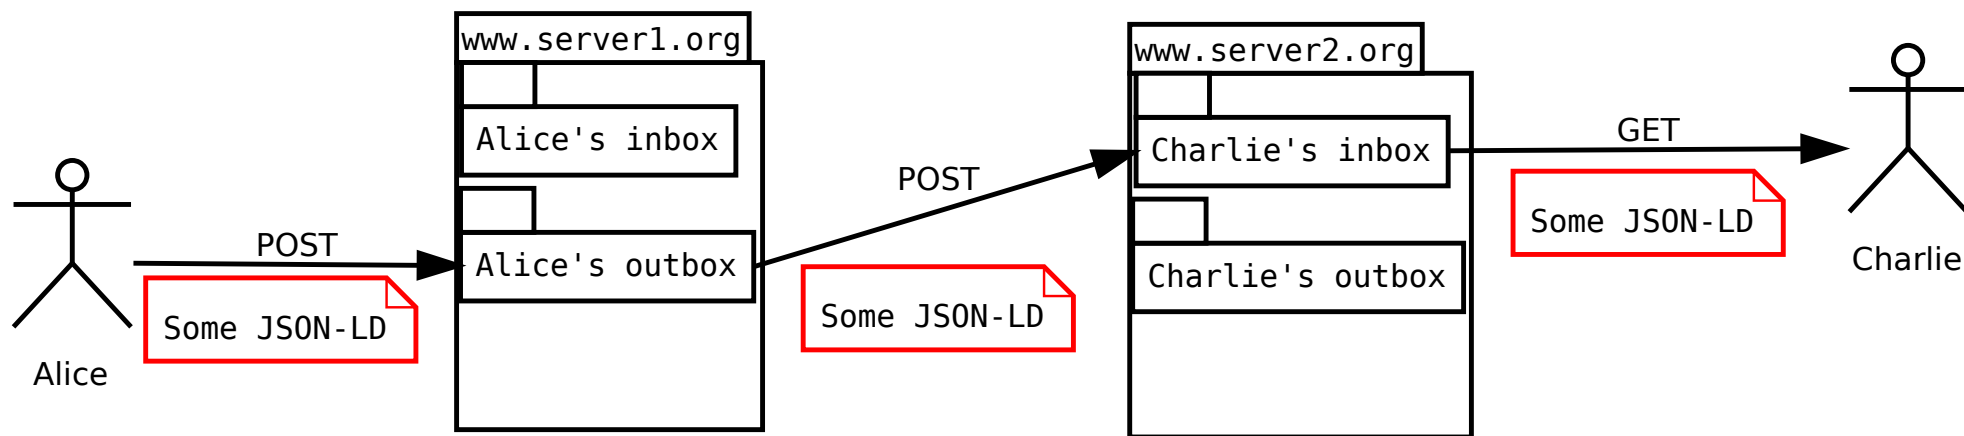 www.server1.org
www.server2.org
Alice's inbox
Charlie's inbox
GET
POST
Some JSON-LD
POST
Alice's outbox
Charlie's outbox
Charlie
Some JSON-LD
Some JSON-LD
Alice